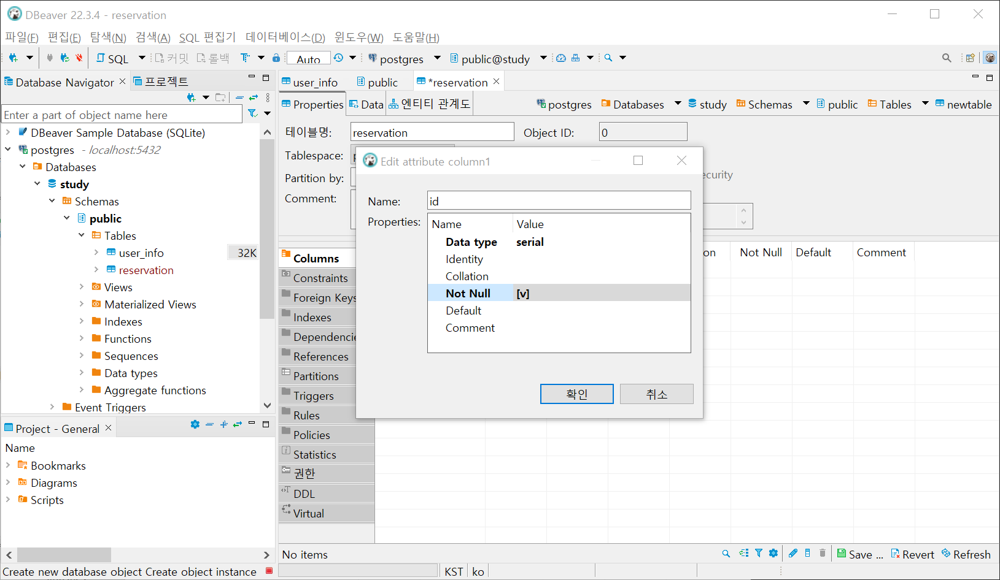 DBeaver 22.3.4 - reservation
파일(F) 편집(E) 탐색(N) 검색(A) SQL 편집기 데이터베이스(D) 윈도우(W) 도움말(H)
SQL 커밋 롤백 Auto postgres public@study
Database Navigator 프로젝트
Enter a part of object name here
DBeaver Sample Database (SQLite)
postgres - localhost:5432
Databases
study
Schemas
public
Tables
user_info 32K
reservation
Views
Materialized Views
Indexes
Functions
Sequences
Data types
Aggregate functions
Event Triggers
Project - General
Name
Bookmarks
Diagrams
Scripts
user_info public *reservation
Properties Data 엔티티 관계도 postgres Databases study Schemas public Tables newtable
테이블명: reservation Object ID: 0
Tablespace:
Partition by: ecurity
Comment:
Edit attribute column1
Name: id
Properties: Name Value
Data type serial
Identity
Collation
Not Null [v]
Default
Comment
확인 취소
on Not Null Default Comment
Columns
Constraints
Foreign Keys
Indexes
Dependencie
References
Partitions
Triggers
Rules
Policies
Statistics
권한
DDL
Virtual
No items Save ... Revert Refresh
Create new database object Create object instance KST ko